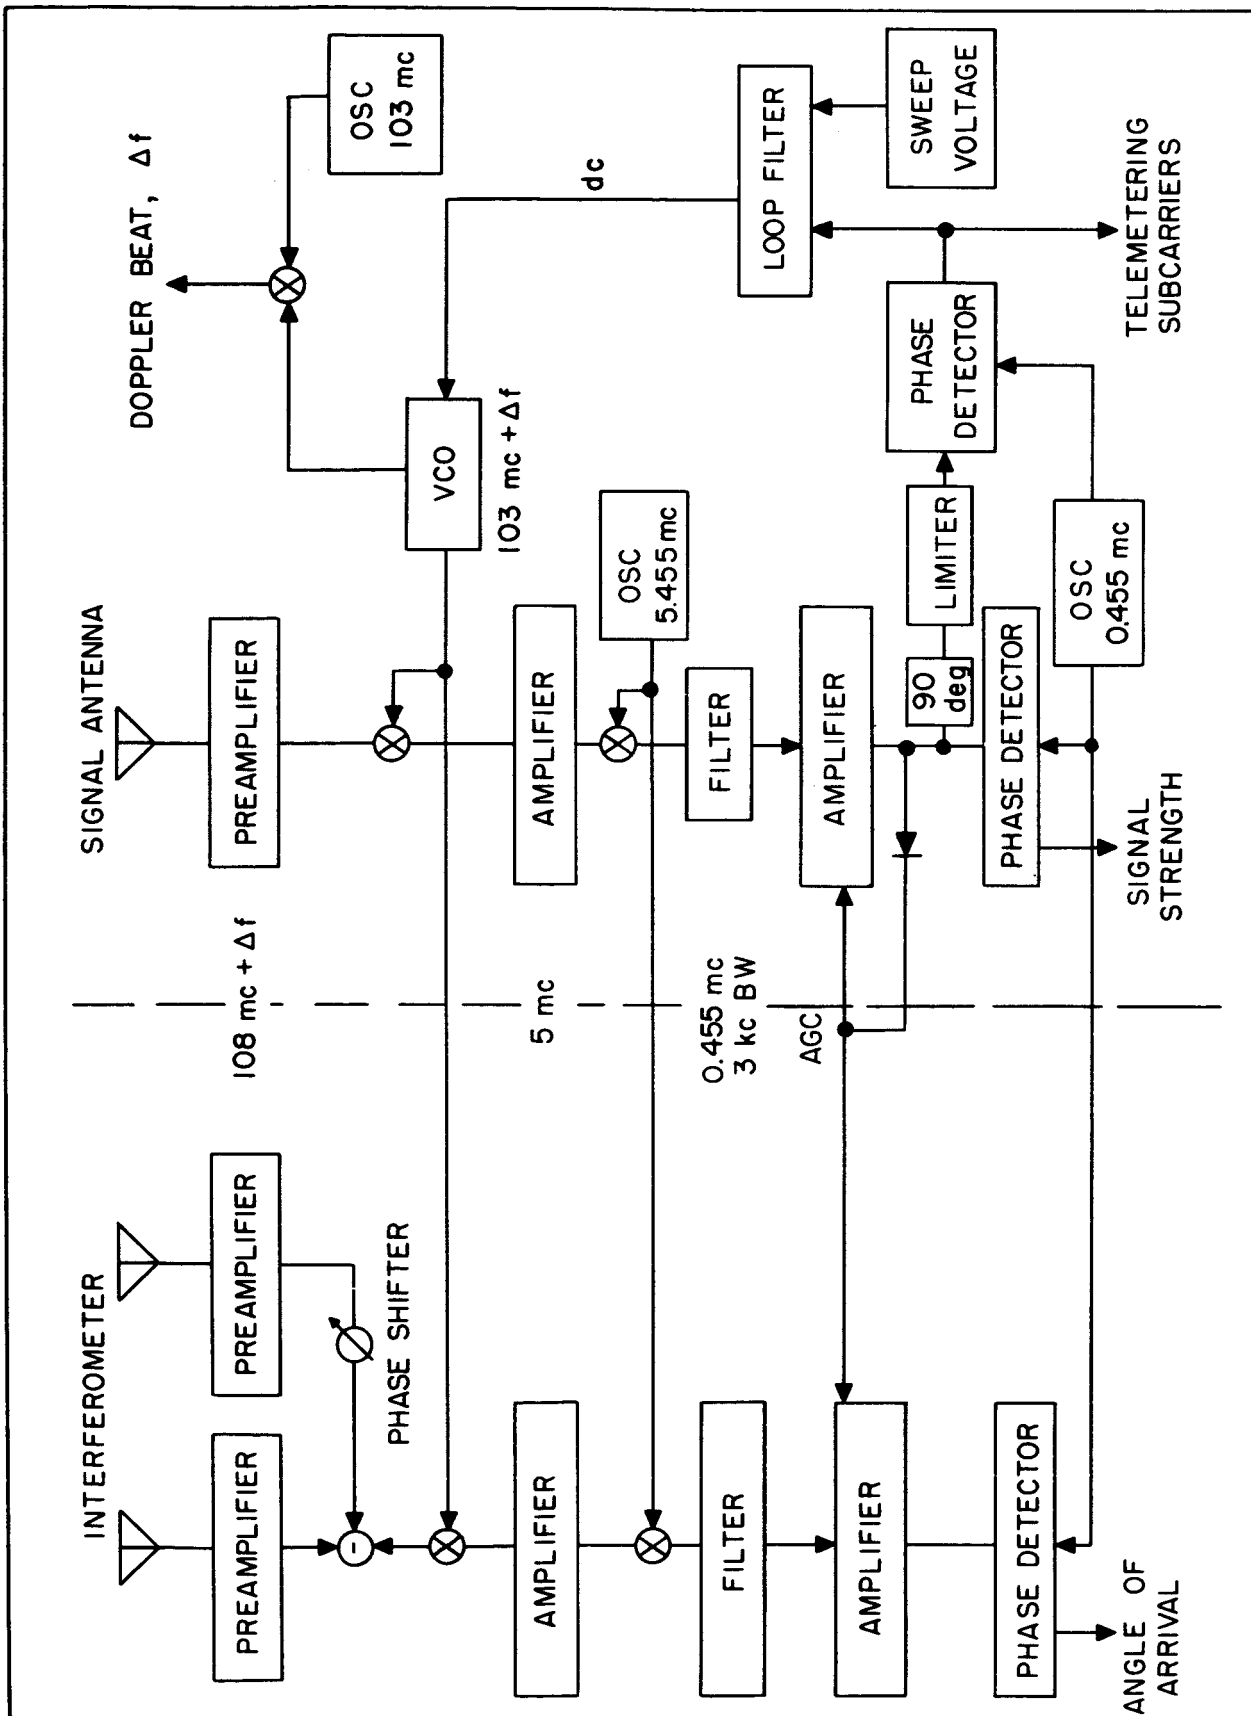 INTERFEROMETER
SIGNAL ANTENNA
DOPPLER BEAT, Δf
OSC
103 mc
PREAMPLIFIER
PREAMPLIFIER
PREAMPLIFIER
108 mc + Δf
PHASE SHIFTER
-
VCO
103 mc + Δf
dc
AMPLIFIER
5 mc
AMPLIFIER
OSC
5.455 mc
LOOP FILTER
SWEEP
VOLTAGE
FILTER
0.455 mc
3 kc BW
FILTER
AMPLIFIER
AGC
AMPLIFIER
90
deg
LIMITER
PHASE
DETECTOR
PHASE DETECTOR
PHASE DETECTOR
OSC
0.455 mc
ANGLE OF
ARRIVAL
SIGNAL
STRENGTH
TELEMETERING
SUBCARRIERS